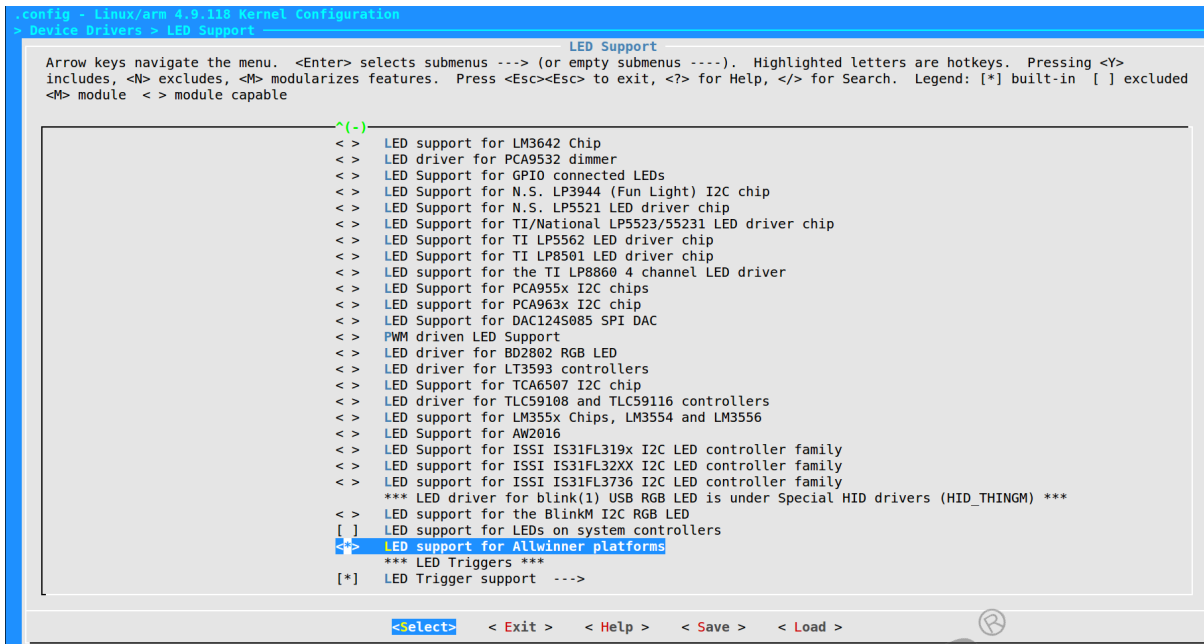 .config - Linux/arm 4.9.118 Kernel Configuration
> Device Drivers > LED Support
LED Support
Arrow keys navigate the menu. <Enter> selects submenus ---> (or empty submenus ----). Highlighted letters are hotkeys. Pressing <Y>
includes, <N> excludes, <M> modularizes features. Press <Esc><Esc> to exit, <?> for Help, </> for Search. Legend: [*] built-in [ ] excluded
<M> module < > module capable
^(-)
< > LED support for LM3642 Chip
< > LED driver for PCA9532 dimmer
< > LED Support for GPIO connected LEDs
< > LED Support for N.S. LP3944 (Fun Light) I2C chip
< > LED Support for N.S. LP5521 LED driver chip
< > LED Support for TI/National LP5523/55231 LED driver chip
< > LED Support for TI LP5562 LED driver chip
< > LED Support for TI LP8501 LED driver chip
< > LED support for the TI LP8860 4 channel LED driver
< > LED Support for PCA955x I2C chips
< > LED support for PCA963x I2C chip
< > LED Support for DAC124S085 SPI DAC
< > PWM driven LED Support
< > LED driver for BD2802 RGB LED
< > LED driver for LT3593 controllers
< > LED Support for TCA6507 I2C chip
< > LED driver for TLC59108 and TLC59116 controllers
< > LED support for LM355x Chips, LM3554 and LM3556
< > LED Support for AW2016
< > LED Support for ISSI IS31FL319x I2C LED controller family
< > LED Support for ISSI IS31FL32XX I2C LED controller family
< > LED Support for ISSI IS31FL3736 I2C LED controller family
*** LED driver for blink(1) USB RGB LED is under Special HID drivers (HID_THINGM) ***
< > LED support for the BlinkM I2C RGB LED
[ ] LED support for LEDs on system controllers
<*> LED support for Allwinner platforms
*** LED Triggers ***
[*] LED Trigger support --->
<Select> < Exit > < Help > < Save > < Load >
®